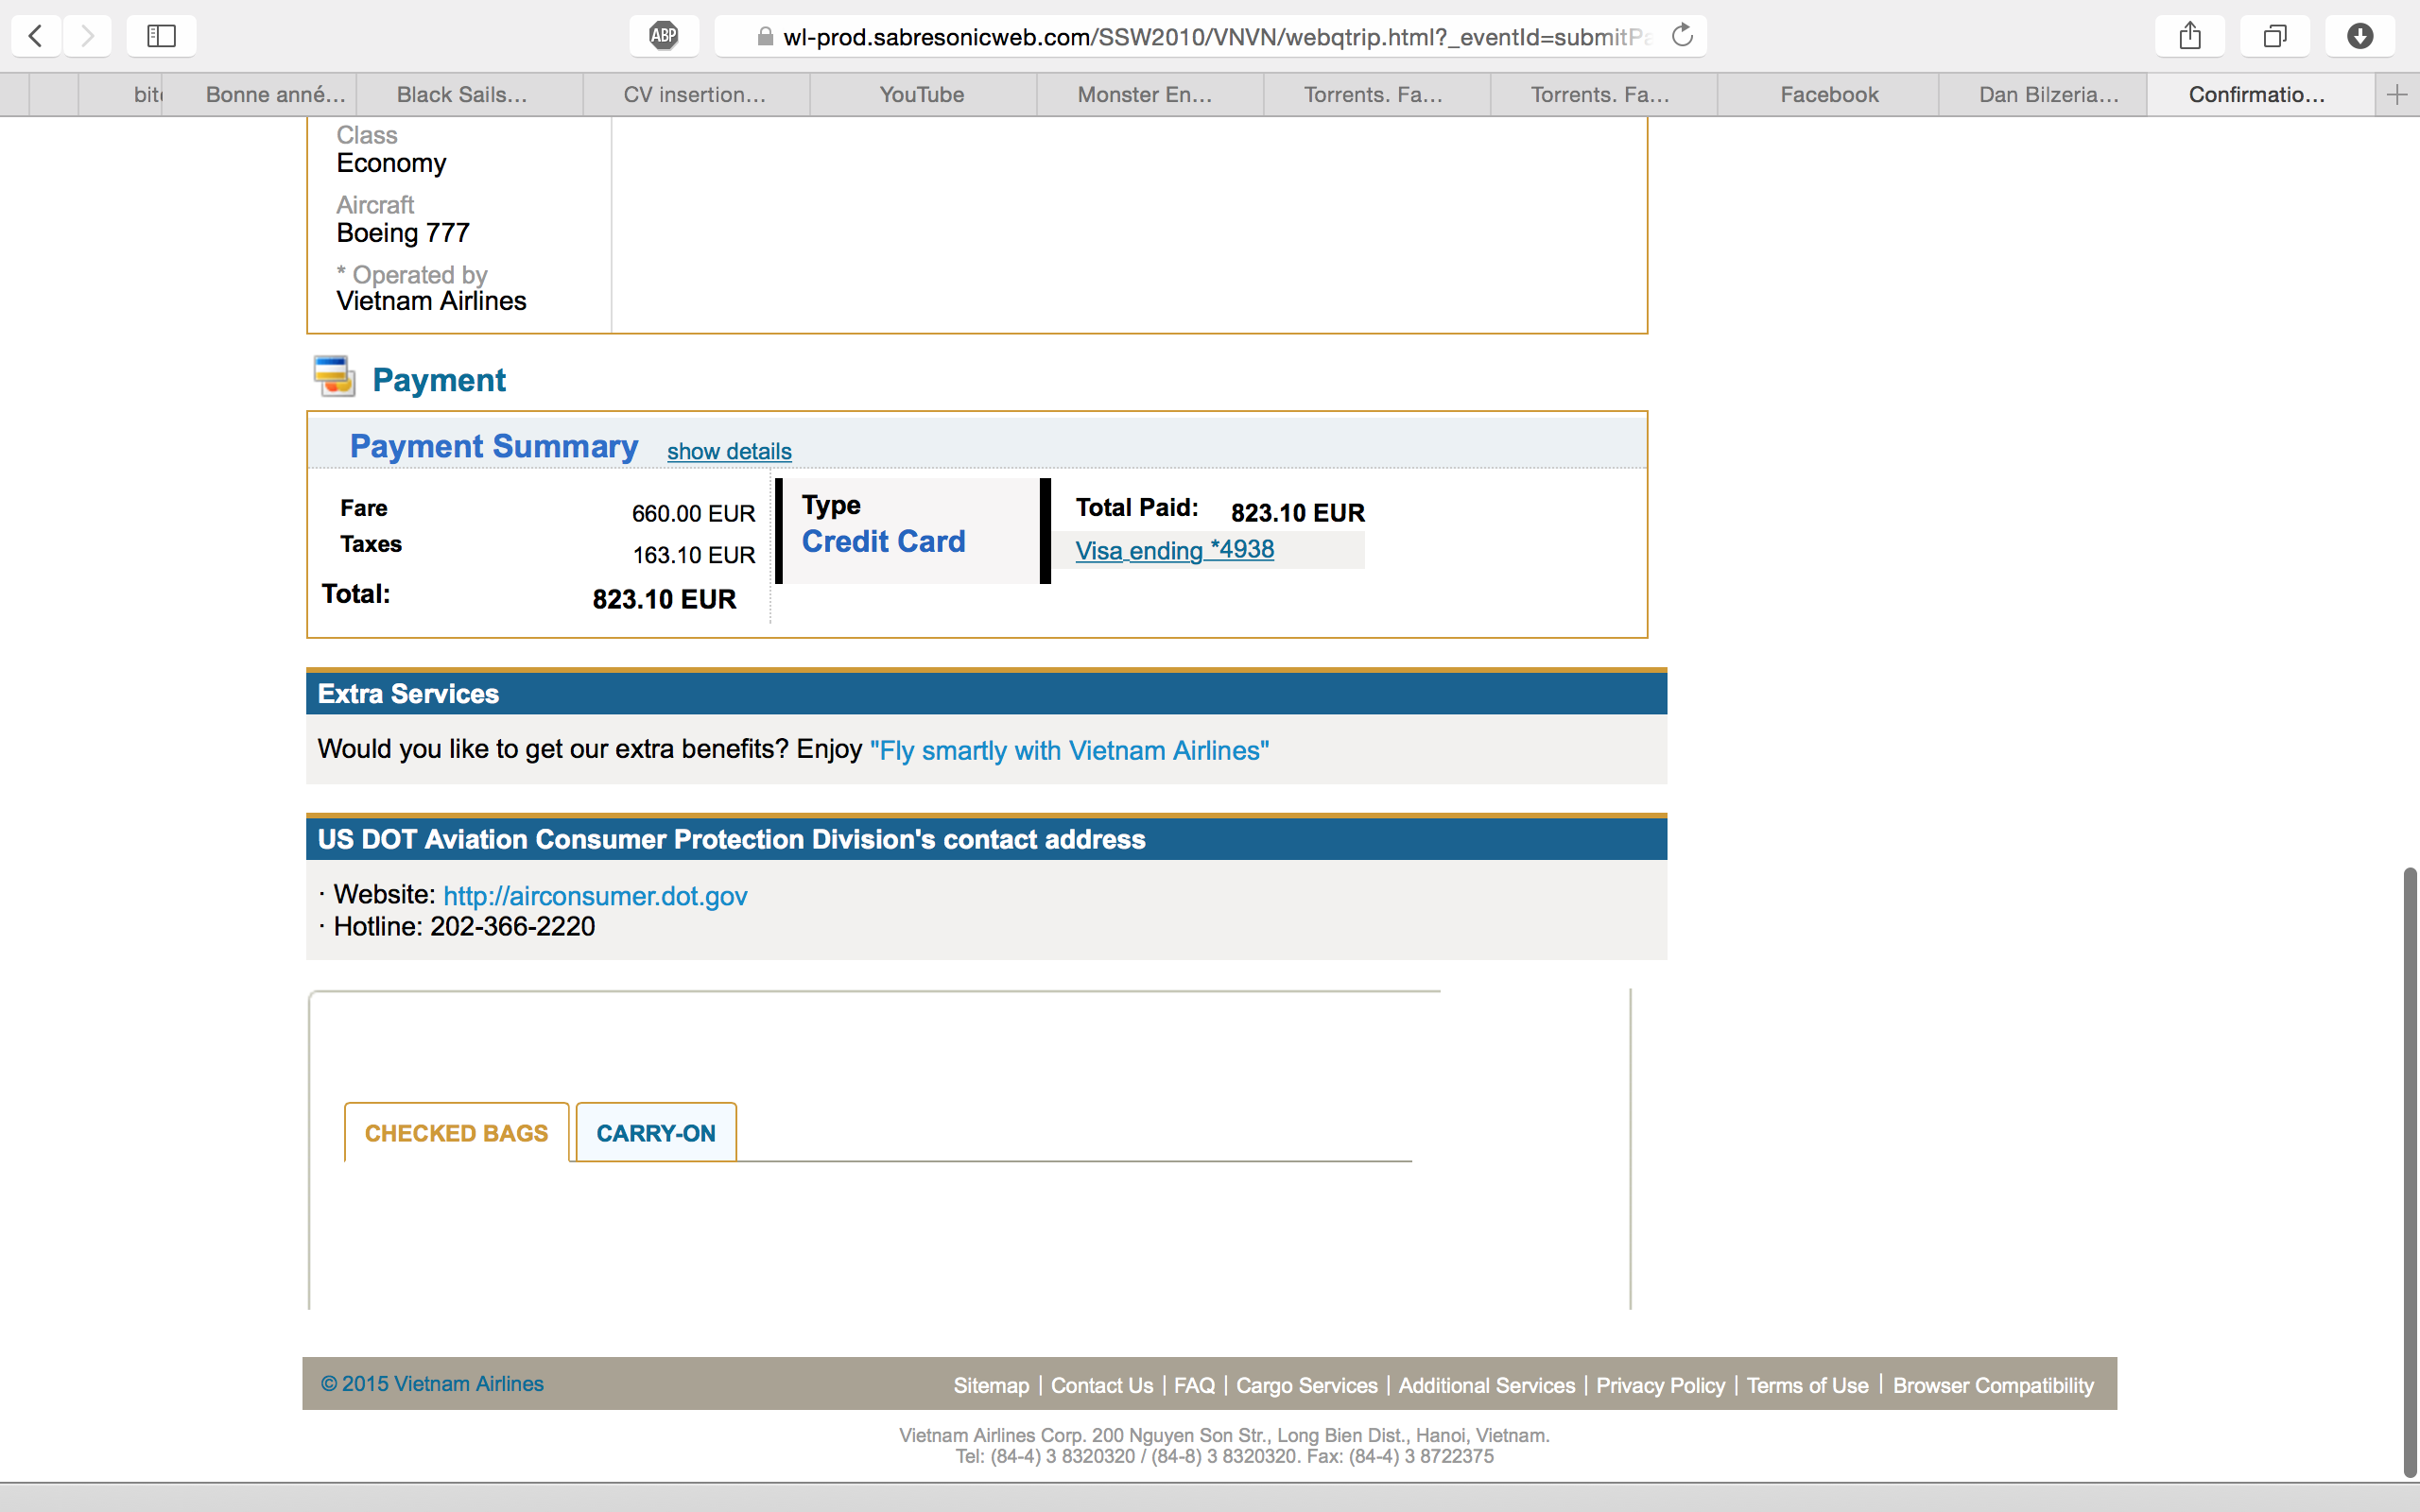 ABP
wl-prod.sabresonicweb.com/SSW2010/VNVN/webqtrip.html?_eventId=submitPa
bit
Bonne anné...
Black Sails...
CV insertion...
YouTube
Monster En...
Torrents. Fa...
Torrents. Fa...
Facebook
Dan Bilzeria...
Confirmatio...
Class
Economy
Aircraft
Boeing 777
* Operated by
Vietnam Airlines
Payment
Payment Summary show details
Fare 660.00 EUR
Taxes 163.10 EUR
Total: 823.10 EUR
Type
Credit Card
Total Paid: 823.10 EUR
Visa ending *4938
Extra Services
Would you like to get our extra benefits? Enjoy "Fly smartly with Vietnam Airlines"
US DOT Aviation Consumer Protection Division's contact address
· Website: http://airconsumer.dot.gov
· Hotline: 202-366-2220
CHECKED BAGS
CARRY-ON
© 2015 Vietnam Airlines
Sitemap | Contact Us | FAQ | Cargo Services | Additional Services | Privacy Policy | Terms of Use | Browser Compatibility
Vietnam Airlines Corp. 200 Nguyen Son Str., Long Bien Dist., Hanoi, Vietnam.
Tel: (84-4) 3 8320320 / (84-8) 3 8320320. Fax: (84-4) 3 8722375